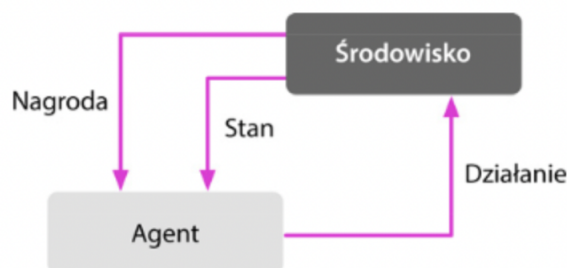 Środowisko
Nagroda
Stan
Działanie
Agent